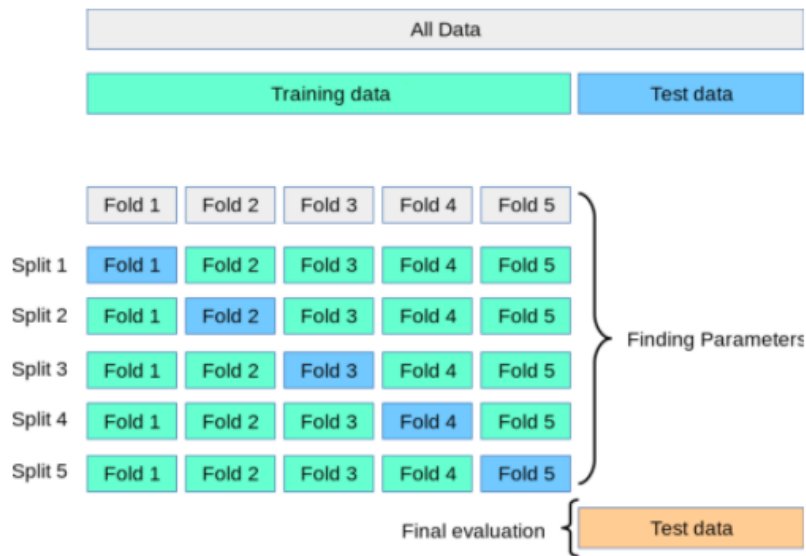 All Data
Training data Test data
Fold 1 Fold 2 Fold 3 Fold 4 Fold 5
Split 1 Fold 1 Fold 2 Fold 3 Fold 4 Fold 5
Split 2 Fold 1 Fold 2 Fold 3 Fold 4 Fold 5
Finding Parameters
Split 3 Fold 1 Fold 2 Fold 3 Fold 4 Fold 5
Split 4 Fold 1 Fold 2 Fold 3 Fold 4 Fold 5
Split 5 Fold 1 Fold 2 Fold 3 Fold 4 Fold 5
Final evaluation Test data